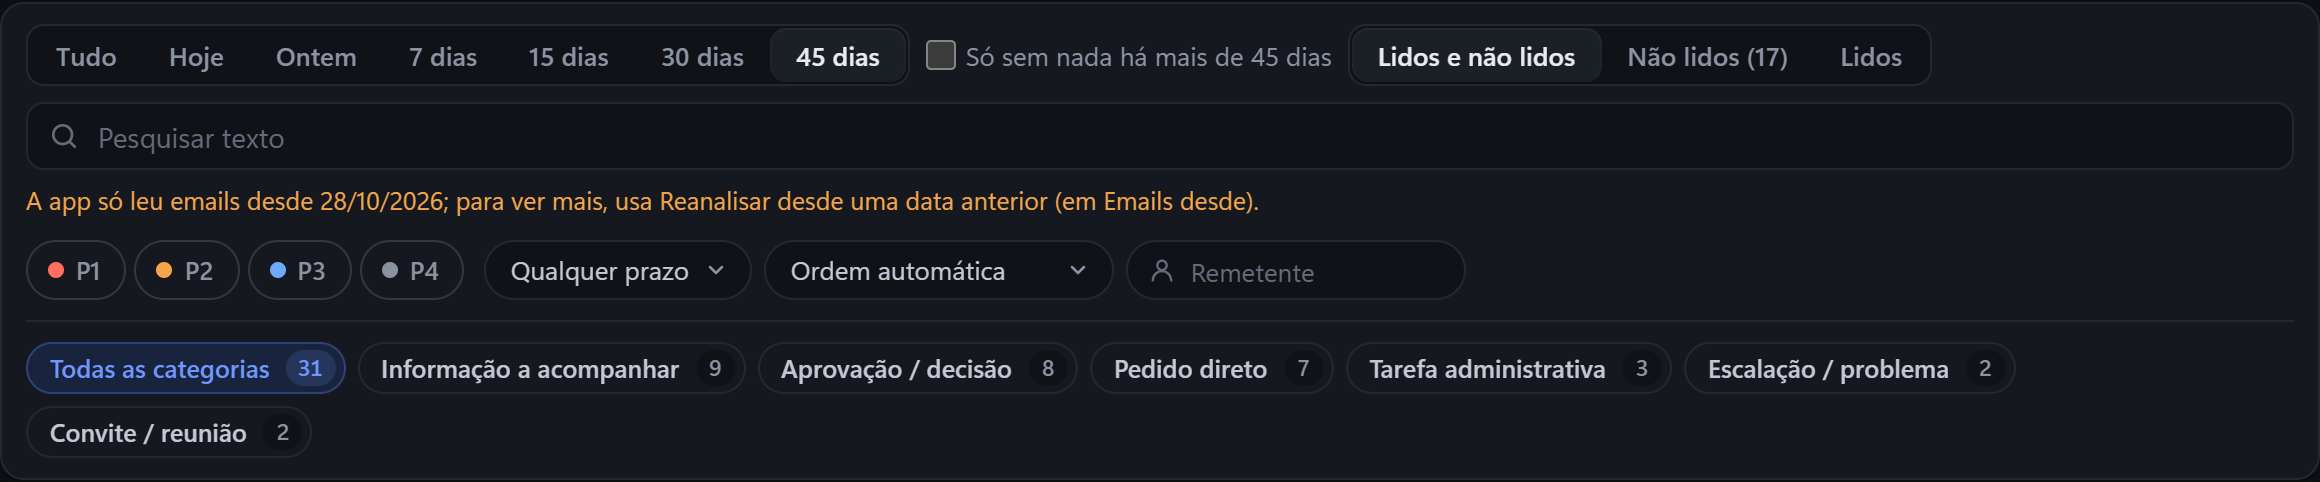 Tudo Hoje Ontem 7 dias 15 dias 30 dias 45 dias Só sem nada há mais de 45 dias Lidos e não lidos Não lidos (17) Lidos
Pesquisar texto
A app só leu emails desde 28/10/2026; para ver mais, usa Reanalisar desde uma data anterior (em Emails desde).
P1 P2 P3 P4 Qualquer prazo Ordem automática Remetente
Todas as categorias 31 Informação a acompanhar 9 Aprovação / decisão 8 Pedido direto 7 Tarefa administrativa 3 Escalação / problema 2
Convite / reunião 2